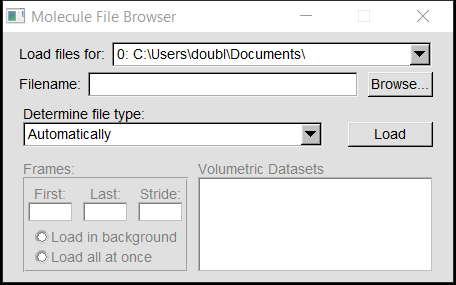 Molecule File Browser
Load files for: 0: C:\Users\doubl\Documents\
Filename: Browse...
Determine file type:
Automatically Load
Frames: Volumetric Datasets
First: Last: Stride:
Load in background
Load all at once